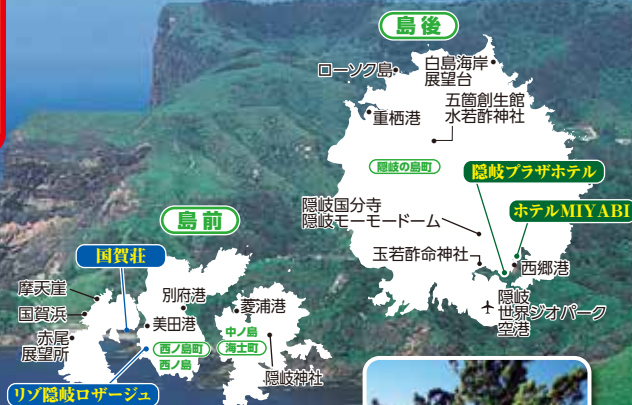 島後
ローソク島
白島海岸
展望台
重栖港
五箇創生館
水若酢神社
隠岐の島町
隠岐プラザホテル
隠岐国分寺
隠岐モーモードーム
ホテルMIYABI
玉若酢命神社
西郷港
隠岐
世界ジオパーク
空港
島前
国賀荘
摩天崖
国賀浜
赤尾
展望所
別府港
美田港
西ノ島町
西ノ島
菱浦港
中ノ島
海士町
隠岐神社
リゾ隠岐ロザージュ